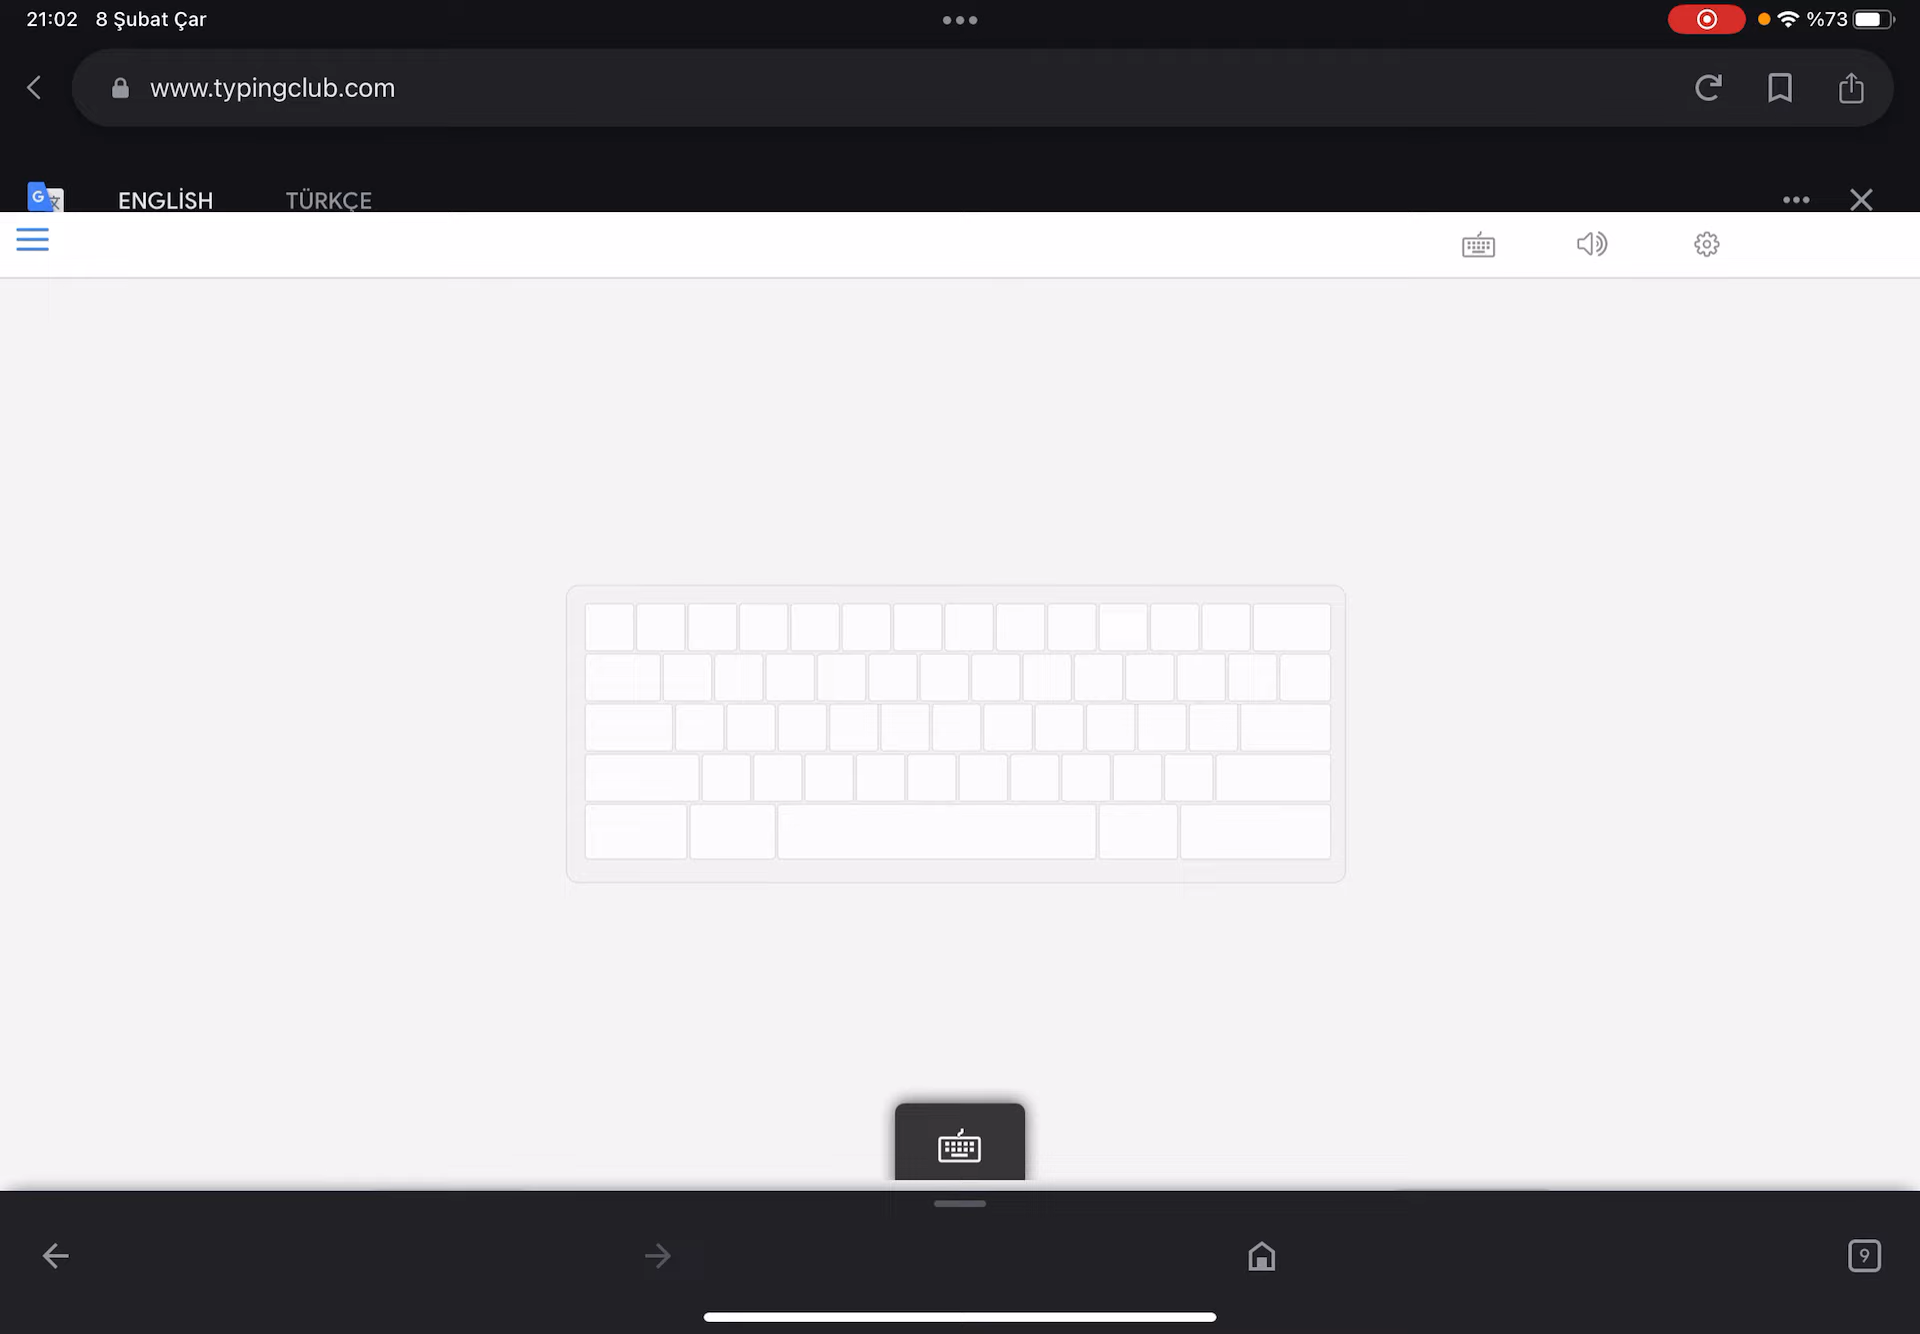 21:02 8 Şubat Çar
%73
www.typingclub.com
ENGLİSH TÜRKÇE
9